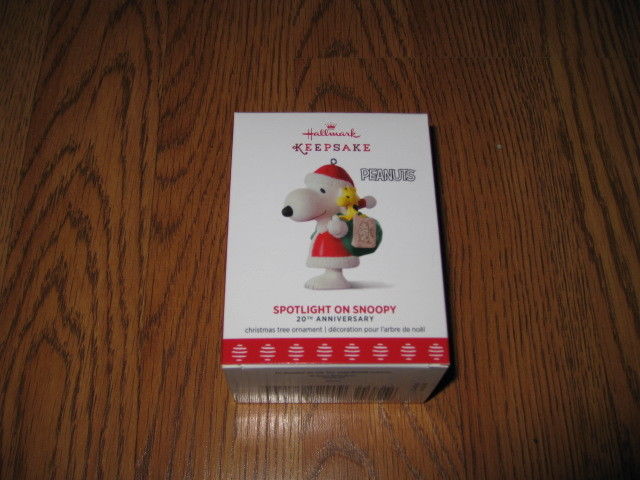 Hallmark
KEEPSAKE
PEANUTS
SPOTLIGHT ON SNOOPY
20TH ANNIVERSARY
christmas tree ornament | décoration pour l'arbre de noël